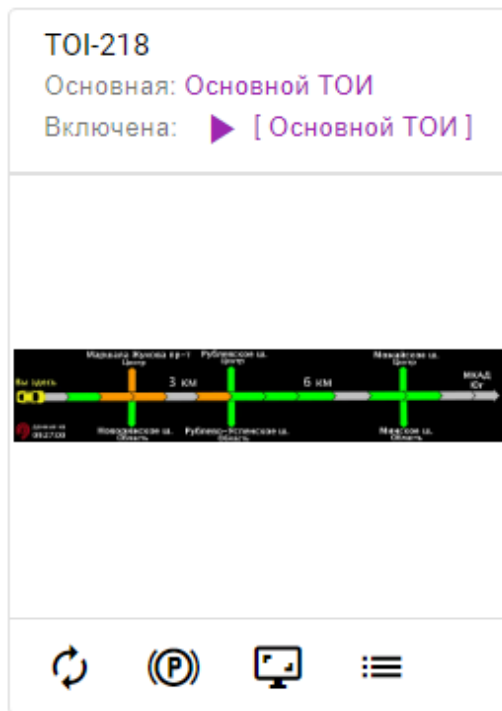 TOI-218
Основная: Основной ТОИ
Включена: [ Основной ТОИ ]
Маршала Жукова пр-т Рублевское ш. Можайское ш.
Центр Центр Центр
Вы здесь 3 км 6 км МКАД
Юг
Новорижское ш. Рублево-Успенское ш. Минское ш.
Область Область Область
(P)